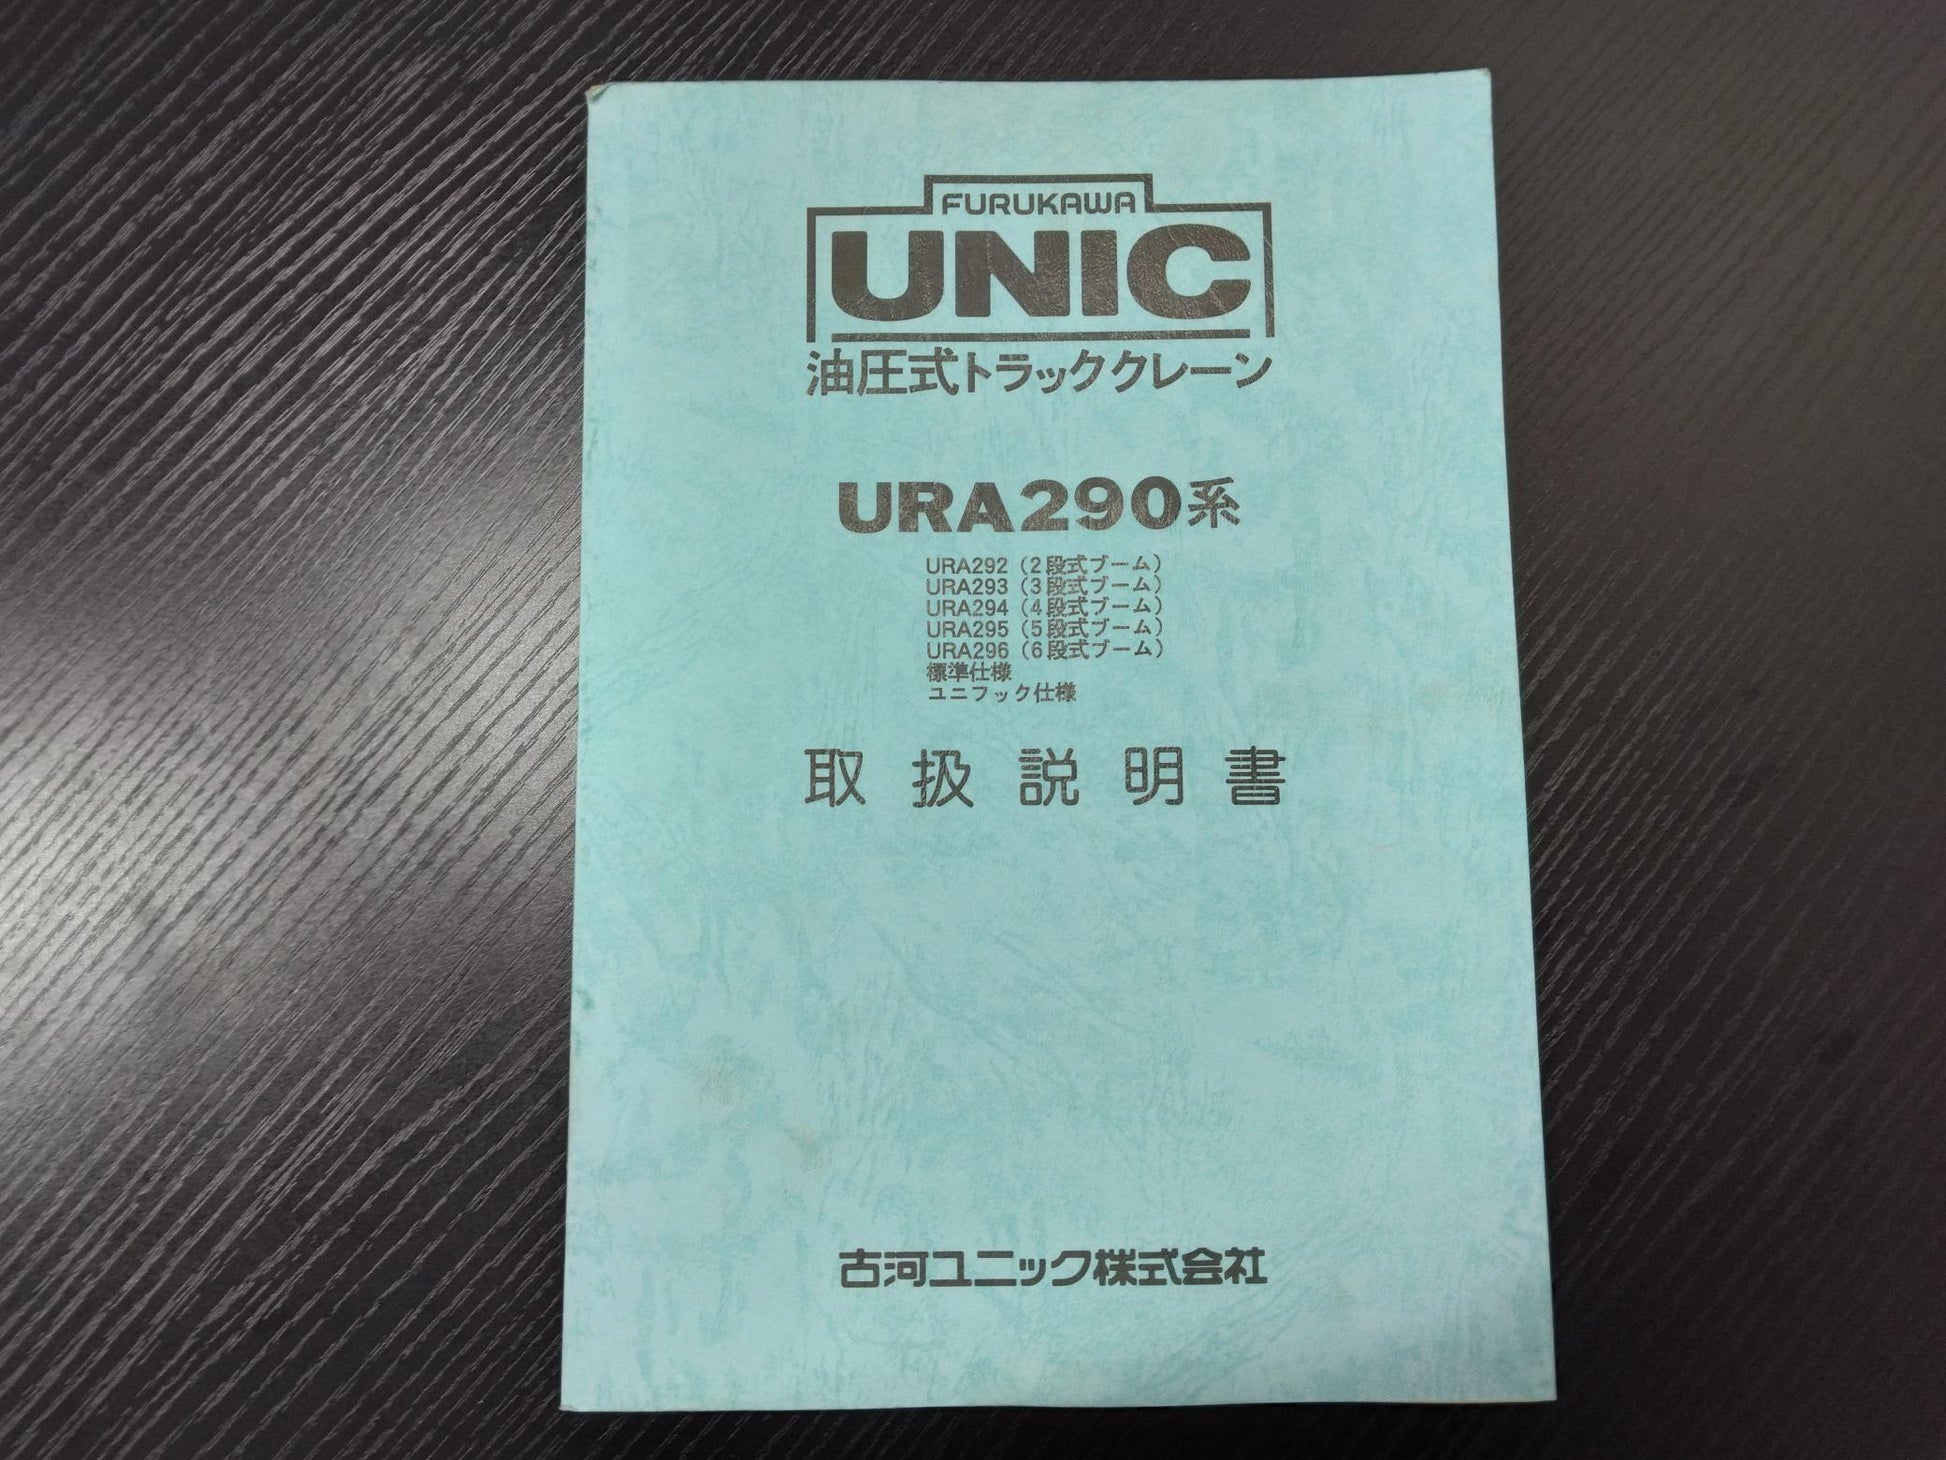 FURUKAWA
UNIC
油圧式トラッククレーン
URA290系
URA292(2段式ブーム)
URA293(3段式ブーム)
URA294(4段式ブーム)
URA295(5段式ブーム)
URA296(6段式ブーム)
標準仕様
ユニフック仕様
取扱説明書
古河ユニック株式会社